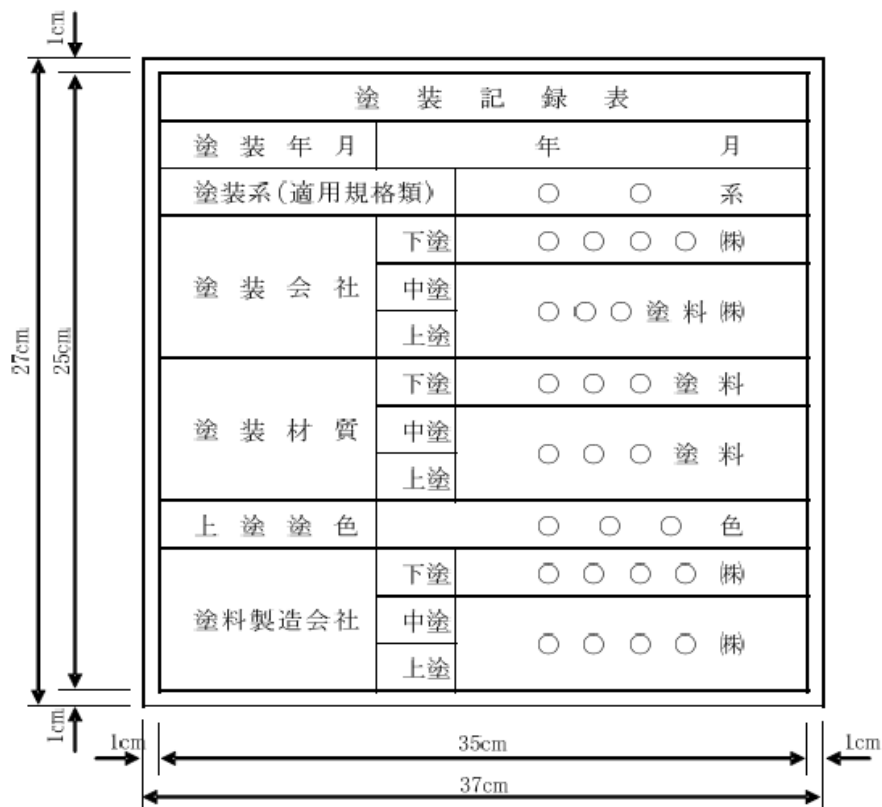 1cm
塗装記録表
塗装年月 年 月
塗装系(適用規格類) ○ ○ 系
塗装会社
下塗 ○ ○ ○ ○ ㈱
中塗
上塗
○ ○ ○ 塗料㈱
塗装材質
下塗 ○ ○ ○ 塗料
中塗
上塗
○ ○ ○ 塗料
上塗塗色 ○ ○ ○ 色
塗料製造会社
下塗 ○ ○ ○ ○ ㈱
中塗
上塗
○ ○ ○ ○ ㈱
27cm
25cm
1cm
1cm
35cm
1cm
37cm